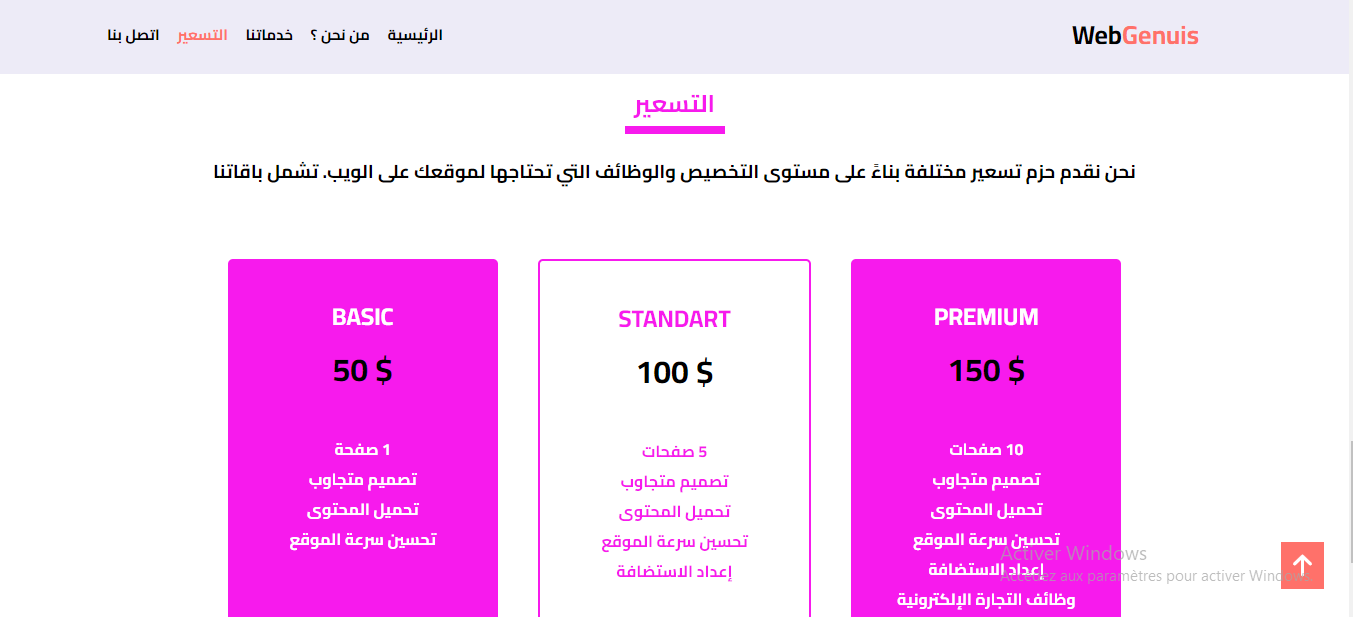 WebGenuis
الرئيسية
من نحن ؟
خدماتنا
التسعير
اتصل بنا
التسعير
نحن نقدم حزم تسعير مختلفة بناءً على مستوى التخصيص والوظائف التي تحتاجها لموقعك على الويب. تشمل باقاتنا
PREMIUM
150 $
10 صفحات
تصميم متجاوب
تحميل المحتوى
تحسين سرعة الموقع
إعداد الاستضافة
وظائف التجارة الإلكترونية
STANDART
100 $
5 صفحات
تصميم متجاوب
تحميل المحتوى
تحسين سرعة الموقع
إعداد الاستضافة
BASIC
50 $
1 صفحة
تصميم متجاوب
تحميل المحتوى
تحسين سرعة الموقع
Activer Windows
Accédez aux paramètres pour activer Windows.